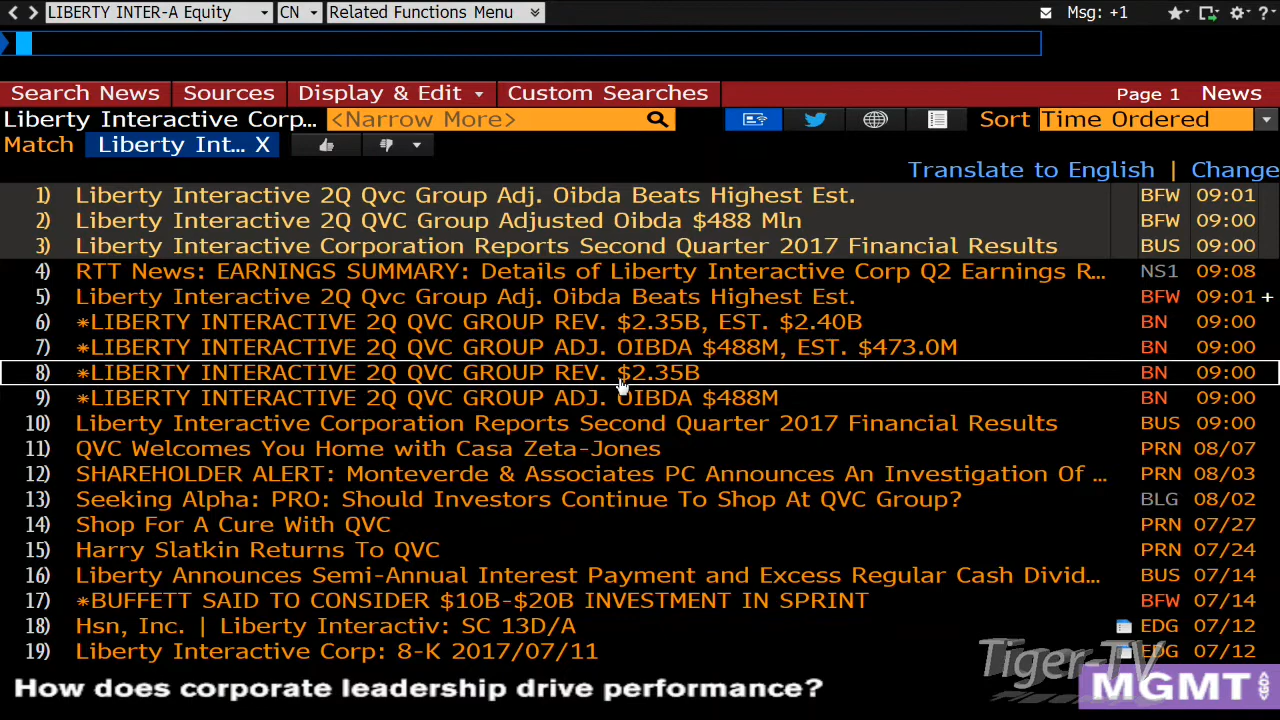 LIBERTY INTER-A Equity CN Related Functions Menu Msg: +1
Search News Sources Display & Edit Custom Searches Page 1 News
Liberty Interactive Corp... <Narrow More> Sort Time Ordered
Match Liberty Int... X
Translate to English | Change
1) Liberty Interactive 2Q Qvc Group Adj. Oibda Beats Highest Est. BFW 09:01
2) Liberty Interactive 2Q QVC Group Adjusted Oibda $488 Mln BFW 09:00
3) Liberty Interactive Corporation Reports Second Quarter 2017 Financial Results BUS 09:00
4) RTT News: EARNINGS SUMMARY: Details of Liberty Interactive Corp Q2 Earnings R... NS1 09:08
5) Liberty Interactive 2Q Qvc Group Adj. Oibda Beats Highest Est. BFW 09:01 +
6) *LIBERTY INTERACTIVE 2Q QVC GROUP REV. $2.35B, EST. $2.40B BN 09:00
7) *LIBERTY INTERACTIVE 2Q QVC GROUP ADJ. OIBDA $488M, EST. $473.0M BN 09:00
8) *LIBERTY INTERACTIVE 2Q QVC GROUP REV. $2.35B BN 09:00
9) *LIBERTY INTERACTIVE 2Q QVC GROUP ADJ. OIBDA $488M BN 09:00
10) Liberty Interactive Corporation Reports Second Quarter 2017 Financial Results BUS 09:00
11) QVC Welcomes You Home with Casa Zeta-Jones PRN 08/07
12) SHAREHOLDER ALERT: Monteverde & Associates PC Announces An Investigation Of ... PRN 08/03
13) Seeking Alpha: PRO: Should Investors Continue To Shop At QVC Group? BLG 08/02
14) Shop For A Cure With QVC PRN 07/27
15) Harry Slatkin Returns To QVC PRN 07/24
16) Liberty Announces Semi-Annual Interest Payment and Excess Regular Cash Divid... BUS 07/14
17) *BUFFETT SAID TO CONSIDER $10B-$20B INVESTMENT IN SPRINT BFW 07/14
18) Hsn, Inc. | Liberty Interactiv: SC 13D/A EDG 07/12
19) Liberty Interactive Corp: 8-K 2017/07/11 EDG 07/12
Tiger-TV
How does corporate leadership drive performance? MGMT